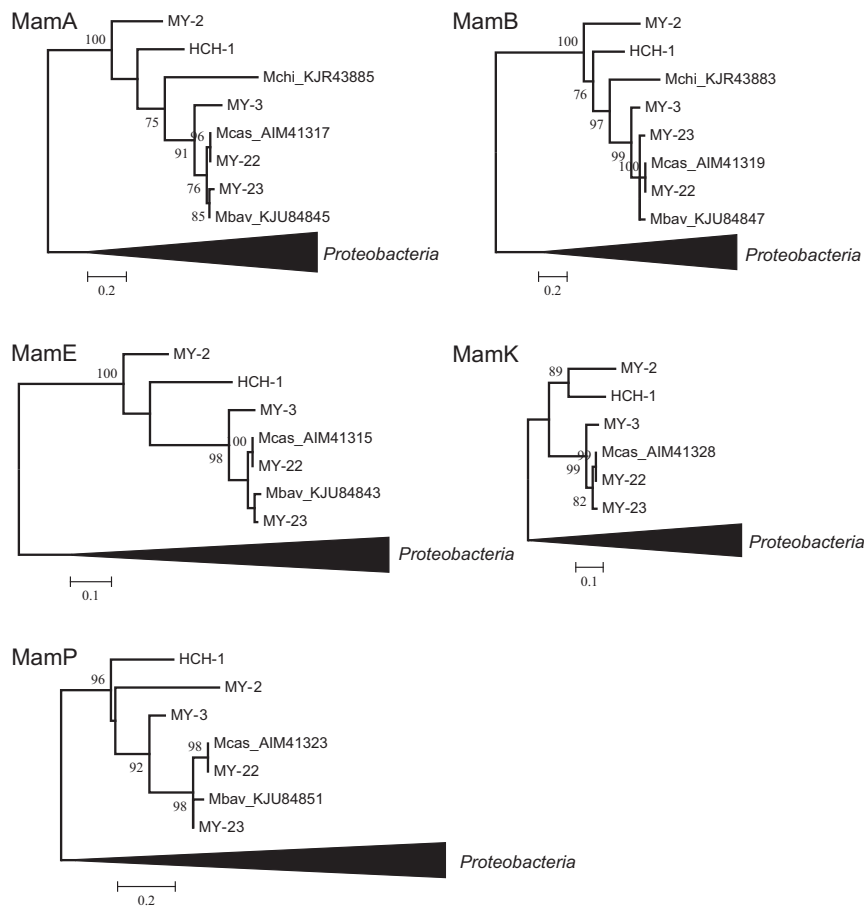 MamA
MY-2
100
HCH-1
Mchi_KJR43885
75
MY-3
96
Mcas_AIM41317
91
MY-22
76
MY-23
85
Mbav_KJU84845
Proteobacteria
0.2
MamB
MY-2
100
HCH-1
76
Mchi_KJR43883
97
MY-3
MY-23
99
100
Mcas_AIM41319
MY-22
Mbav_KJU84847
Proteobacteria
0.2
MamE
MY-2
100
HCH-1
MY-3
00
Mcas_AIM41315
98
MY-22
Mbav_KJU84843
MY-23
Proteobacteria
0.1
MamK
89
MY-2
HCH-1
MY-3
99
Mcas_AIM41328
99
MY-22
82
MY-23
Proteobacteria
0.1
MamP
HCH-1
96
MY-2
MY-3
98
Mcas_AIM41323
92
MY-22
Mbav_KJU84851
98
MY-23
Proteobacteria
0.2